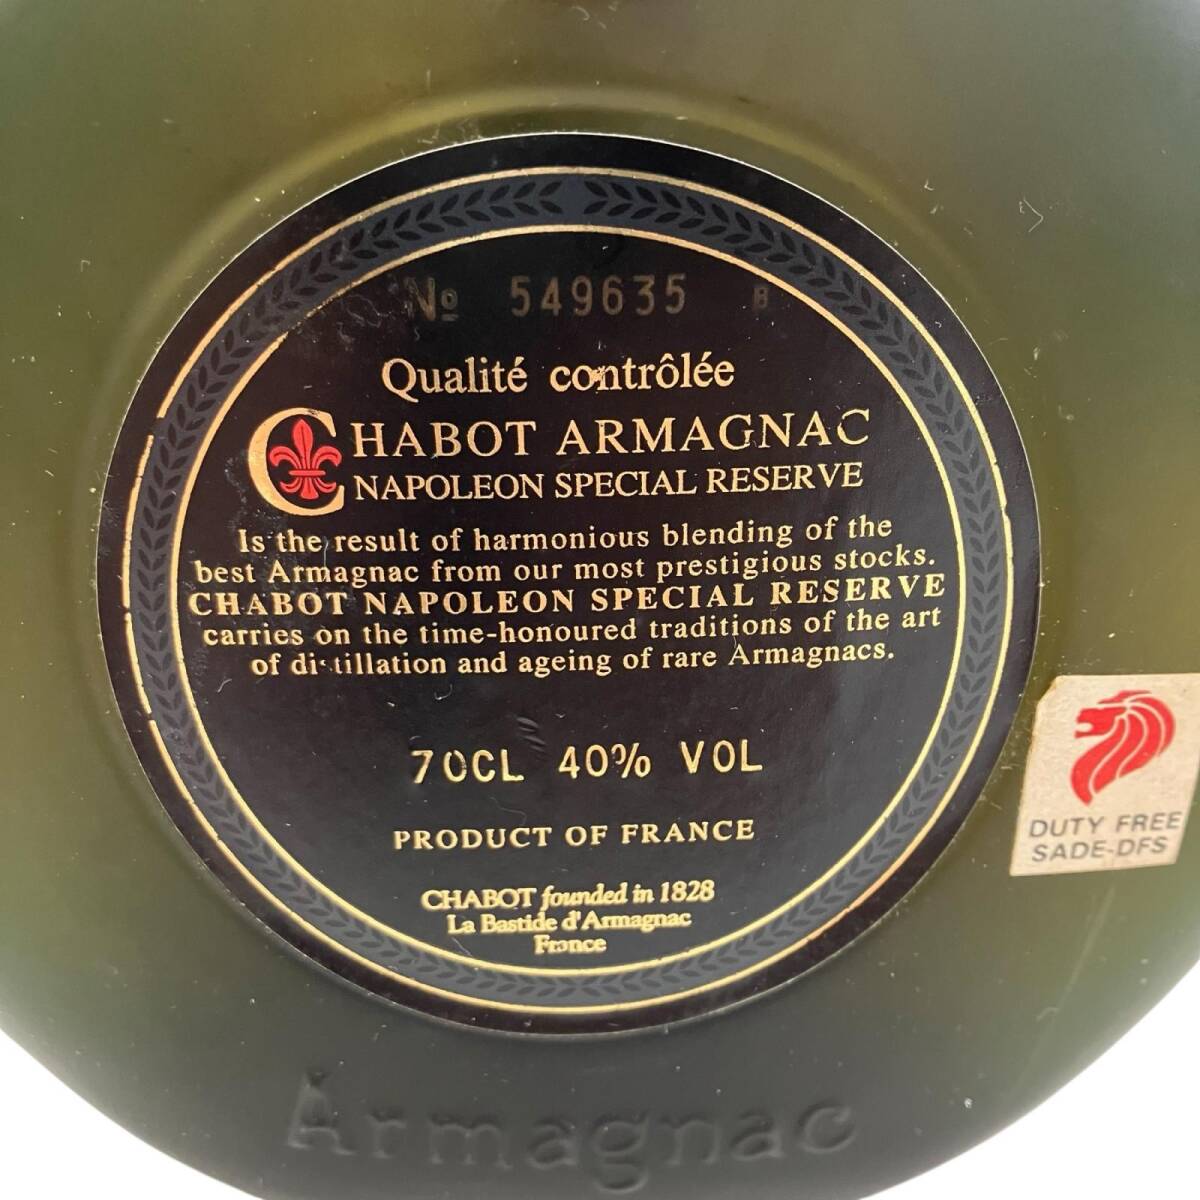 № 549635 B
Qualité contrôlée
CHABOT ARMAGNAC
NAPOLEON SPECIAL RESERVE
Is the result of harmonious blending of the
best Armagnac from our most prestigious stocks.
CHABOT NAPOLEON SPECIAL RESERVE
carries on the time-honoured traditions of the art
of distillation and ageing of rare Armagnacs.
70CL 40% VOL
PRODUCT OF FRANCE
CHABOT founded in 1828
La Bastide d'Armagnac
France
DUTY FREE
SADE-DFS
Armagnac